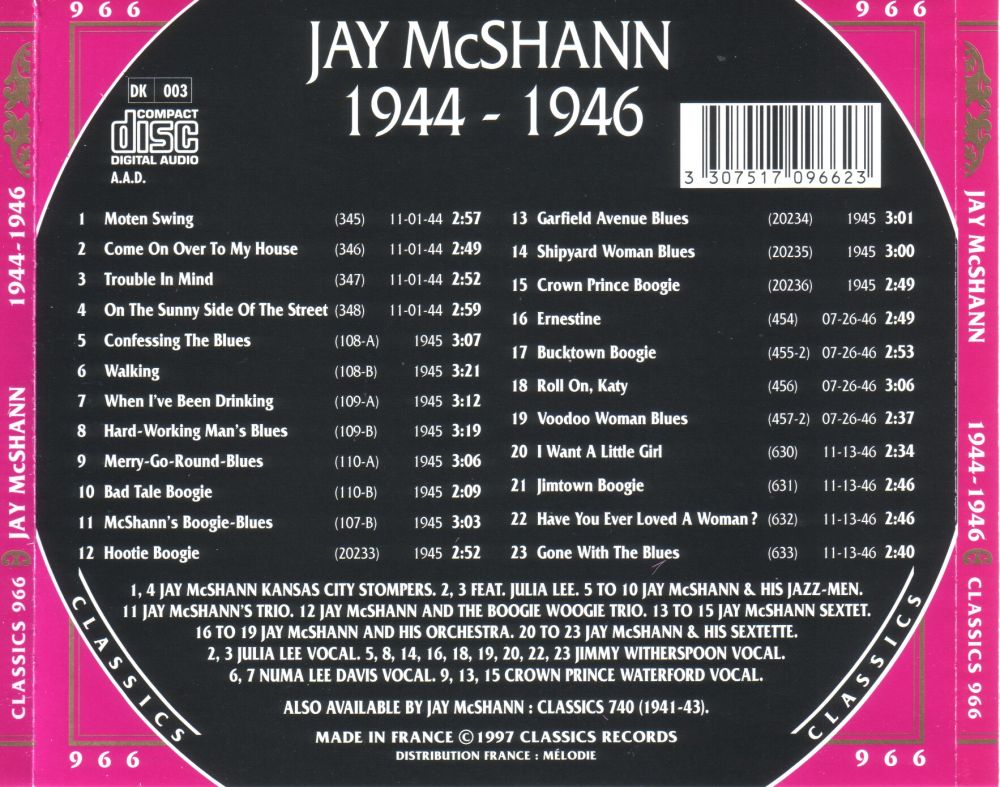 966
966
JAY McSHANN
1944 - 1946
DK 003
COMPACT
disc
DIGITAL AUDIO
A.A.D.
3 307517 096623
1 Moten Swing (345) 11-01-44 2:57
2 Come On Over To My House (346) 11-01-44 2:49
3 Trouble In Mind (347) 11-01-44 2:52
4 On The Sunny Side Of The Street (348) 11-01-44 2:59
5 Confessing The Blues (108-A) 1945 3:07
6 Walking (108-B) 1945 3:21
7 When I've Been Drinking (109-A) 1945 3:12
8 Hard-Working Man's Blues (109-B) 1945 3:19
9 Merry-Go-Round-Blues (110-A) 1945 3:06
10 Bad Tale Boogie (110-B) 1945 2:09
11 McShann's Boogie-Blues (107-B) 1945 3:03
12 Hootie Boogie (20233) 1945 2:52
13 Garfield Avenue Blues (20234) 1945 3:01
14 Shipyard Woman Blues (20235) 1945 3:00
15 Crown Prince Boogie (20236) 1945 2:49
16 Ernestine (454) 07-26-46 2:49
17 Bucktown Boogie (455-2) 07-26-46 2:53
18 Roll On, Katy (456) 07-26-46 3:06
19 Voodoo Woman Blues (457-2) 07-26-46 2:37
20 I Want A Little Girl (630) 11-13-46 2:34
21 Jimtown Boogie (631) 11-13-46 2:46
22 Have You Ever Loved A Woman? (632) 11-13-46 2:46
23 Gone With The Blues (633) 11-13-46 2:40
1, 4 JAY McSHANN KANSAS CITY STOMPERS. 2, 3 FEAT. JULIA LEE. 5 TO 10 JAY McSHANN & HIS JAZZ-MEN.
11 JAY McSHANN'S TRIO. 12 JAY McSHANN AND THE BOOGIE WOOGIE TRIO. 13 TO 15 JAY McSHANN SEXTET.
16 TO 19 JAY McSHANN AND HIS ORCHESTRA. 20 TO 23 JAY McSHANN & HIS SEXTETTE.
2, 3 JULIA LEE VOCAL. 5, 8, 14, 16, 18, 19, 20, 22, 23 JIMMY WITHERSPOON VOCAL.
6, 7 NUMA LEE DAVIS VOCAL. 9, 13, 15 CROWN PRINCE WATERFORD VOCAL.
ALSO AVAILABLE BY JAY McSHANN : CLASSICS 740 (1941-43).
MADE IN FRANCE ©1997 CLASSICS RECORDS
DISTRIBUTION FRANCE : MÉLODIE
CLASSICS
CLASSICS
966
966
CLASSICS 966 JAY McSHANN 1944-1946
JAY McSHANN 1944-1946 CLASSICS 966